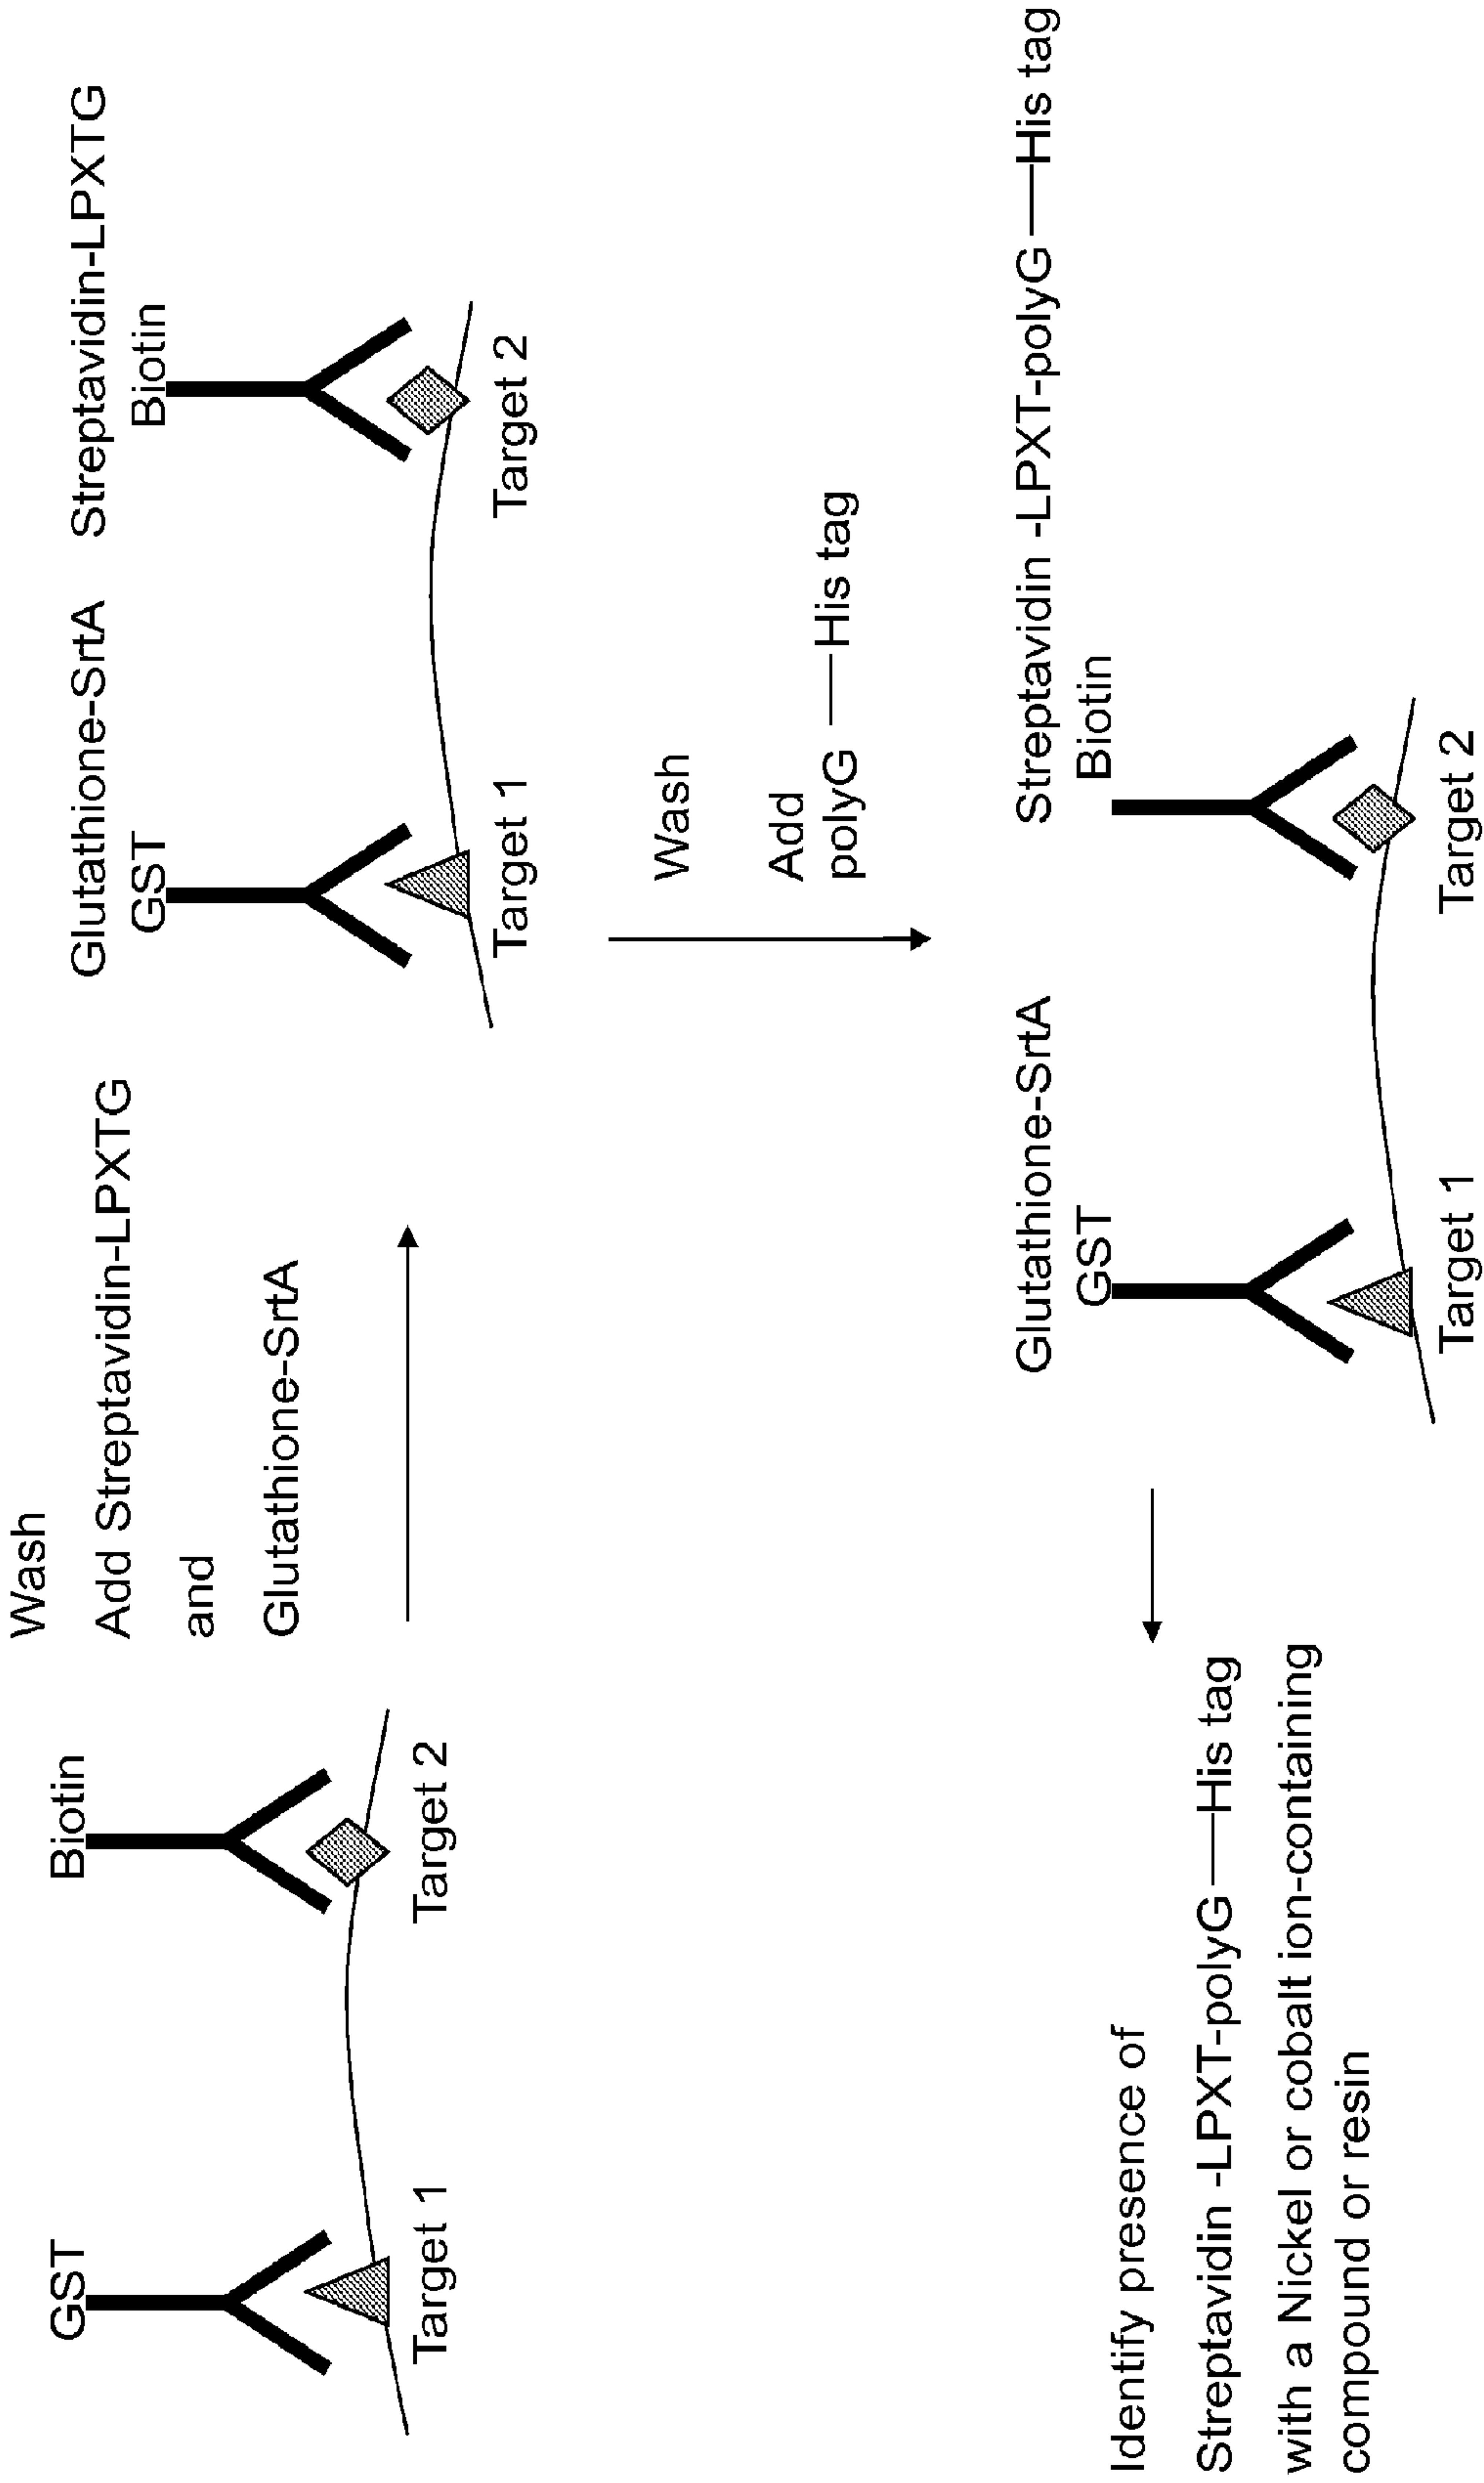 GST
Biotin
Target 1
Target 2
Wash
Add Streptavidin-LPXTG
and
Glutathione-SrtA
Glutathione-SrtA
Streptavidin-LPXTG
GST
Biotin
Target 1
Target 2
Wash
Add
polyG — His tag
Glutathione-SrtA
Streptavidin -LPXT-polyG — His tag
GST
Biotin
Target 1
Target 2
Identify presence of
Streptavidin -LPXT-polyG — His tag
with a Nickel or cobalt ion-containing
compound or resin